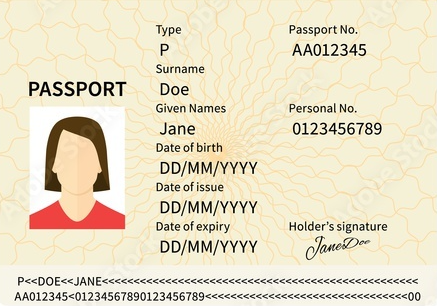 PASSPORT
Type
P
Passport No.
AA012345
Surname
Doe
Given Names
Jane
Personal No.
0123456789
Date of birth
DD/MM/YYYY
Date of issue
DD/MM/YYYY
Date of expiry
DD/MM/YYYY
Holder's signature
JaneDoe
P<<DOE<<JANE<<<<<<<<<<<<<<<<<<<<<<<<<<<<<<<<<<<<<<<<
AA012345<01234567890123456789<<<<<<<<<<<<<<<<<<<<<<<<<00